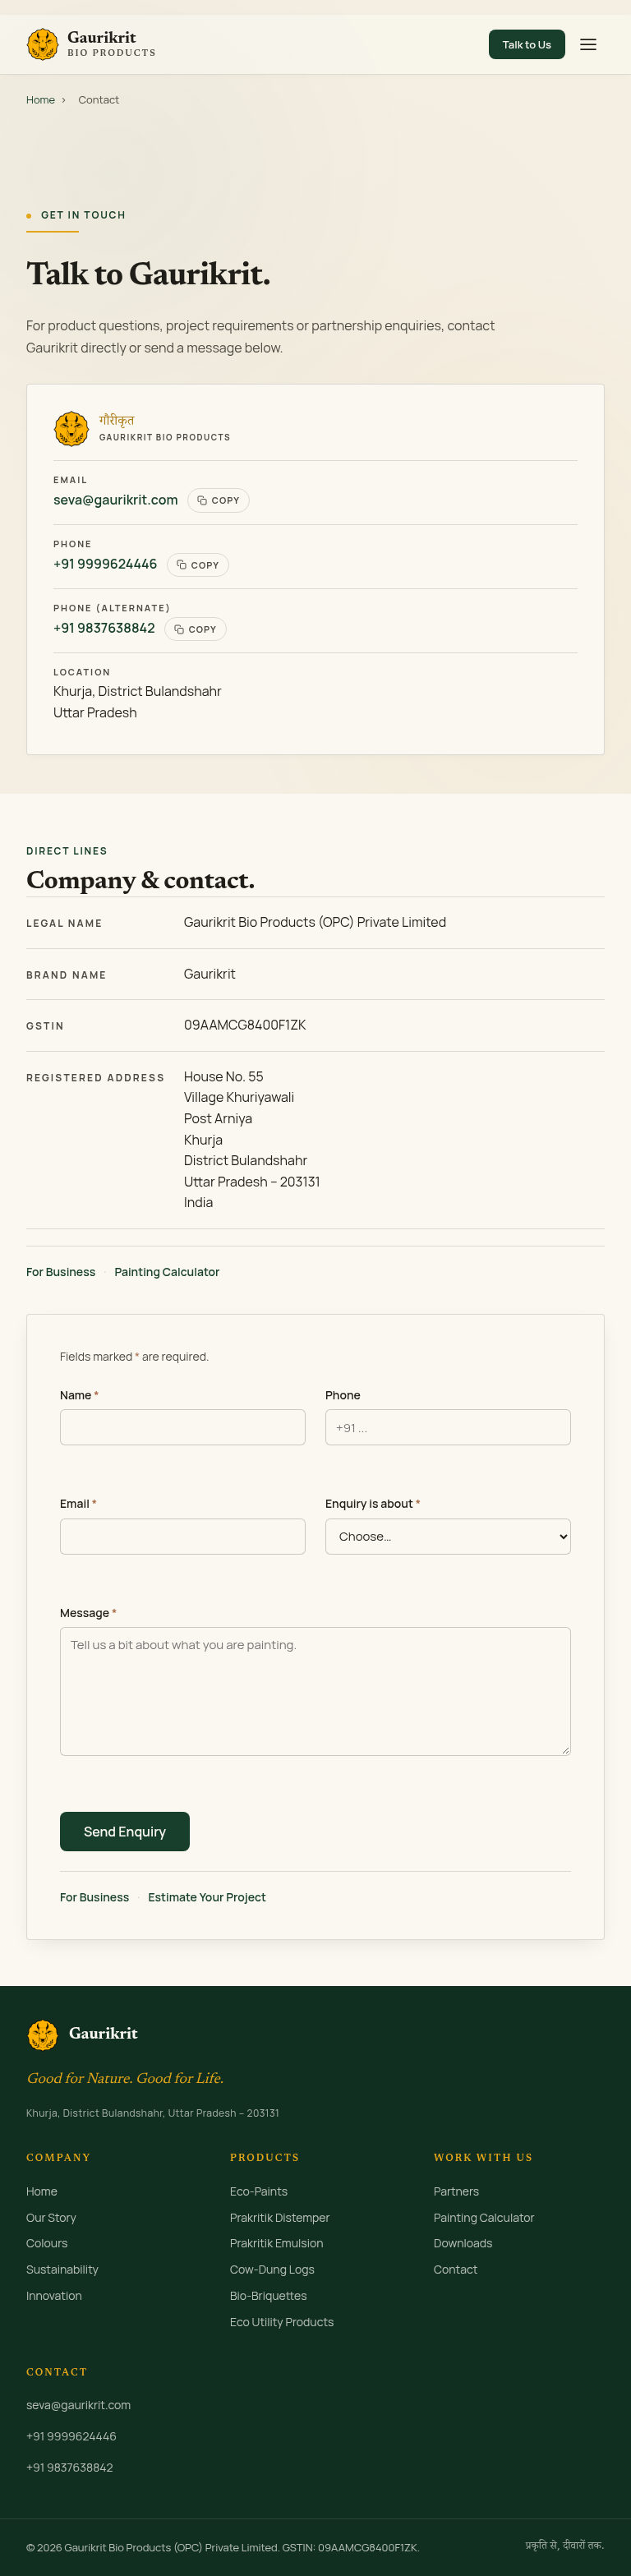 Gaurikrit
BIO PRODUCTS
Talk to Us
Home › Contact
GET IN TOUCH
Talk to Gaurikrit.
For product questions, project requirements or partnership enquiries, contact
Gaurikrit directly or send a message below.
गौरीकृत
GAURIKRIT BIO PRODUCTS
EMAIL
seva@gaurikrit.com COPY
PHONE
+91 9999624446 COPY
PHONE (ALTERNATE)
+91 9837638842 COPY
LOCATION
Khurja, District Bulandshahr
Uttar Pradesh
DIRECT LINES
Company & contact.
LEGAL NAME Gaurikrit Bio Products (OPC) Private Limited
BRAND NAME Gaurikrit
GSTIN 09AAMCG8400F1ZK
REGISTERED ADDRESS House No. 55
Village Khuriyawali
Post Arniya
Khurja
District Bulandshahr
Uttar Pradesh – 203131
India
For Business · Painting Calculator
Fields marked * are required.
Name * Phone
+91 ...
Email * Enquiry is about *
Choose...
Message *
Tell us a bit about what you are painting.
Send Enquiry
For Business · Estimate Your Project
Gaurikrit
Good for Nature. Good for Life.
Khurja, District Bulandshahr, Uttar Pradesh – 203131
COMPANY
Home
Our Story
Colours
Sustainability
Innovation
PRODUCTS
Eco-Paints
Prakritik Distemper
Prakritik Emulsion
Cow-Dung Logs
Bio-Briquettes
Eco Utility Products
WORK WITH US
Partners
Painting Calculator
Downloads
Contact
CONTACT
seva@gaurikrit.com
+91 9999624446
+91 9837638842
© 2026 Gaurikrit Bio Products (OPC) Private Limited. GSTIN: 09AAMCG8400F1ZK.
प्रकृति से, दीवारों तक.